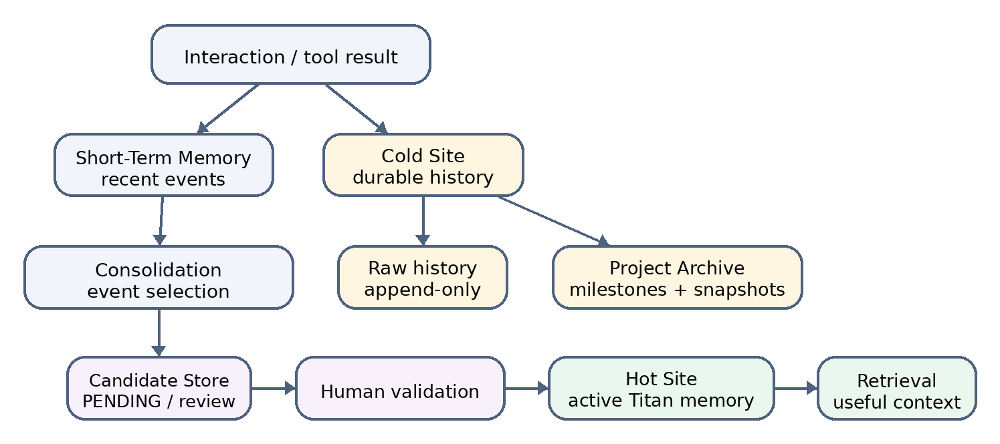 Interaction / tool result
Short-Term Memory
recent events
Cold Site
durable history
Consolidation
event selection
Raw history
append-only
Project Archive
milestones + snapshots
Candidate Store
PENDING / review
Human validation
Hot Site
active Titan memory
Retrieval
useful context